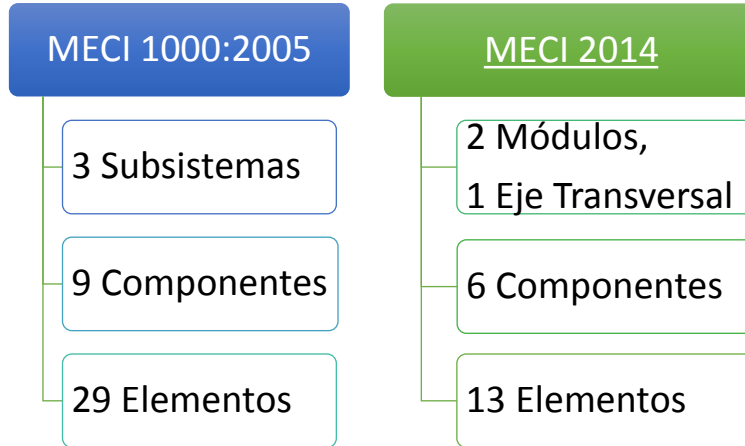 MECI 1000:2005
3 Subsistemas
9 Componentes
29 Elementos
MECI 2014
2 Módulos,
1 Eje Transversal
6 Componentes
13 Elementos